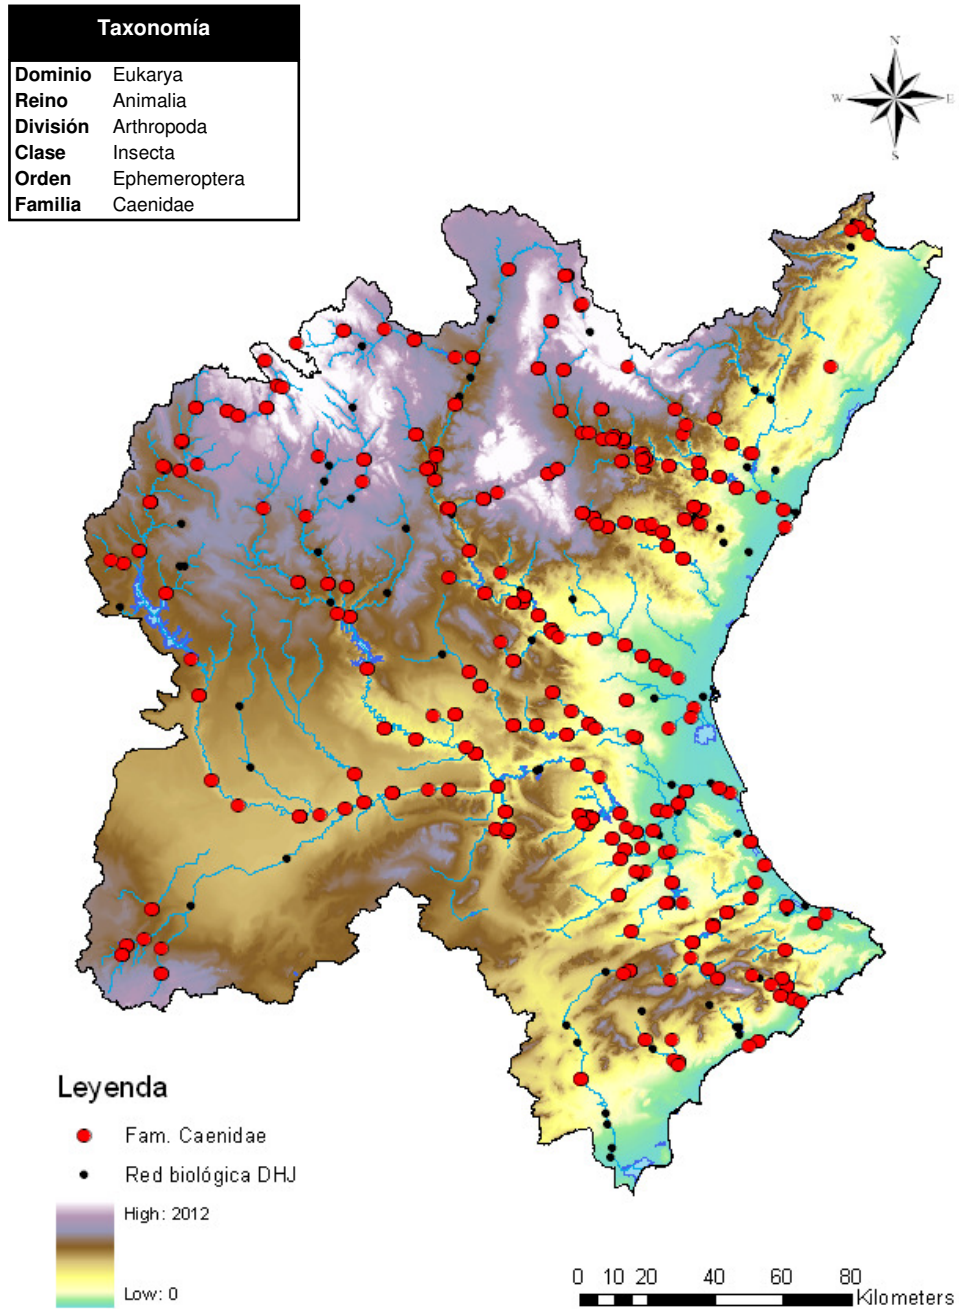 Taxonomía
Dominio Eukarya
Reino Animalia
División Arthropoda
Clase Insecta
Orden Ephemeroptera
Familia Caenidae
N
W E
S
Leyenda
Fam. Caenidae
Red biológica DHJ
High: 2012
Low: 0
0 10 20 40 60 80
Kilometers